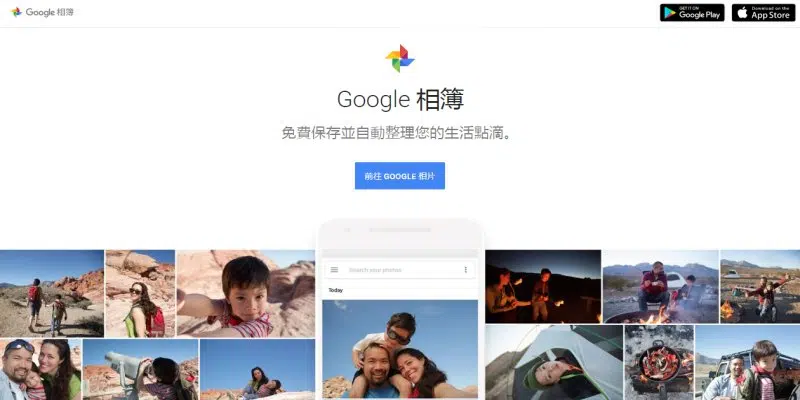 Google 相簿
GET IT ON
Google Play
Download on the
App Store
Google 相簿
免費保存並自動整理您的生活點滴。
前往 GOOGLE 相片
Search your photos
Today